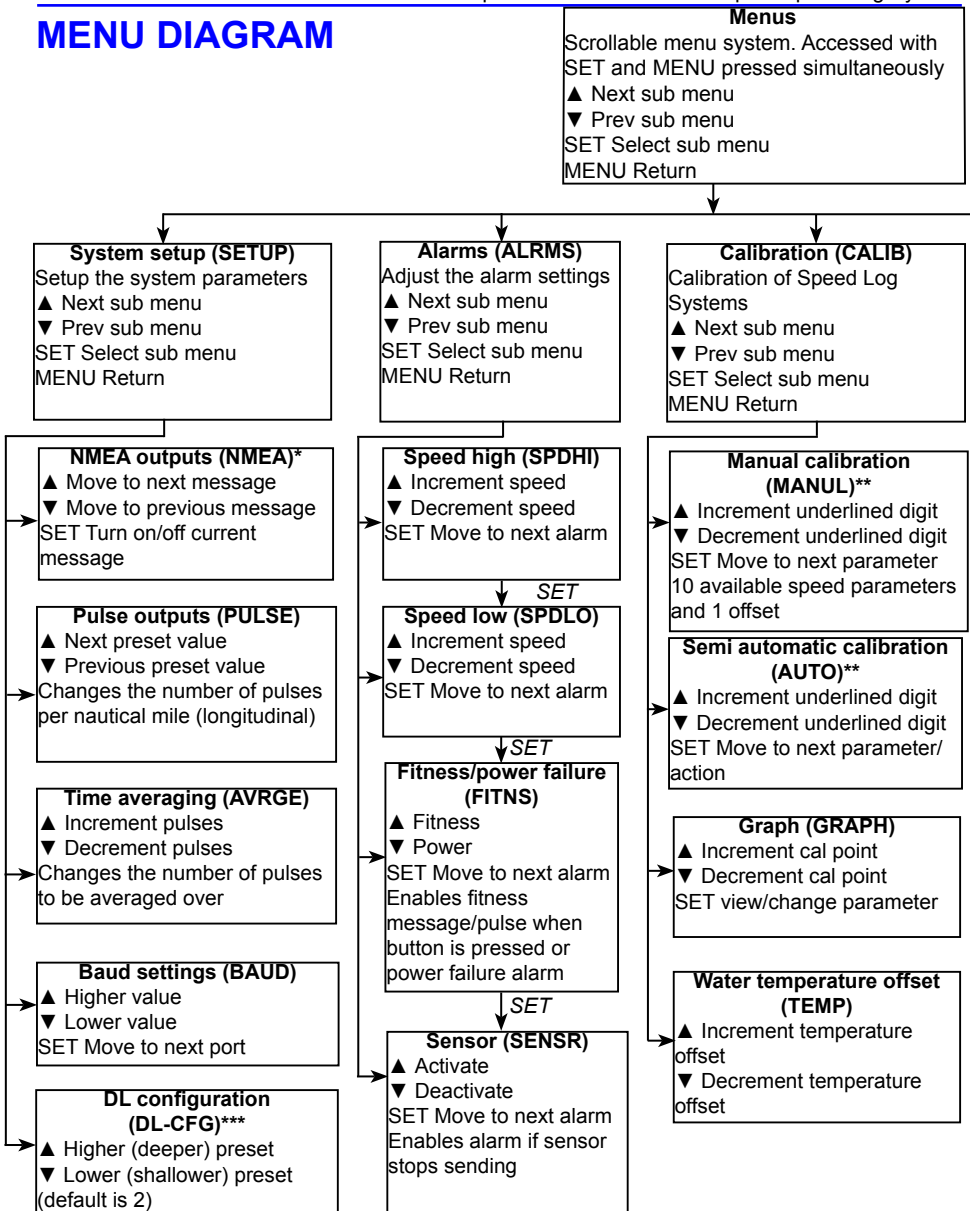 MENU DIAGRAM
Menus
Scrollable menu system. Accessed with
SET and MENU pressed simultaneously
▲ Next sub menu
▼ Prev sub menu
SET Select sub menu
MENU Return
System setup (SETUP)
Setup the system parameters
▲ Next sub menu
▼ Prev sub menu
SET Select sub menu
MENU Return
NMEA outputs (NMEA)*
▲ Move to next message
▼ Move to previous message
SET Turn on/off current
message
Pulse outputs (PULSE)
▲ Next preset value
▼ Previous preset value
Changes the number of pulses
per nautical mile (longitudinal)
Time averaging (AVRGE)
▲ Increment pulses
▼ Decrement pulses
Changes the number of pulses
to be averaged over
Baud settings (BAUD)
▲ Higher value
▼ Lower value
SET Move to next port
DL configuration
(DL-CFG)***
▲ Higher (deeper) preset
▼ Lower (shallower) preset
(default is 2)
Alarms (ALRMS)
Adjust the alarm settings
▲ Next sub menu
▼ Prev sub menu
SET Select sub menu
MENU Return
Speed high (SPDHI)
▲ Increment speed
▼ Decrement speed
SET Move to next alarm
SET
Speed low (SPDLO)
▲ Increment speed
▼ Decrement speed
SET Move to next alarm
SET
Fitness/power failure
(FITNS)
▲ Fitness
▼ Power
SET Move to next alarm
Enables fitness
message/pulse when
button is pressed or
power failure alarm
SET
Sensor (SENSR)
▲ Activate
▼ Deactivate
SET Move to next alarm
Enables alarm if sensor
stops sending
Calibration (CALIB)
Calibration of Speed Log
Systems
▲ Next sub menu
▼ Prev sub menu
SET Select sub menu
MENU Return
Manual calibration
(MANUL)**
▲ Increment underlined digit
▼ Decrement underlined digit
SET Move to next parameter
10 available speed parameters
and 1 offset
Semi automatic calibration
(AUTO)**
▲ Increment underlined digit
▼ Decrement underlined digit
SET Move to next parameter/
action
Graph (GRAPH)
▲ Increment cal point
▼ Decrement cal point
SET view/change parameter
Water temperature offset
(TEMP)
▲ Increment temperature
offset
▼ Decrement temperature
offset